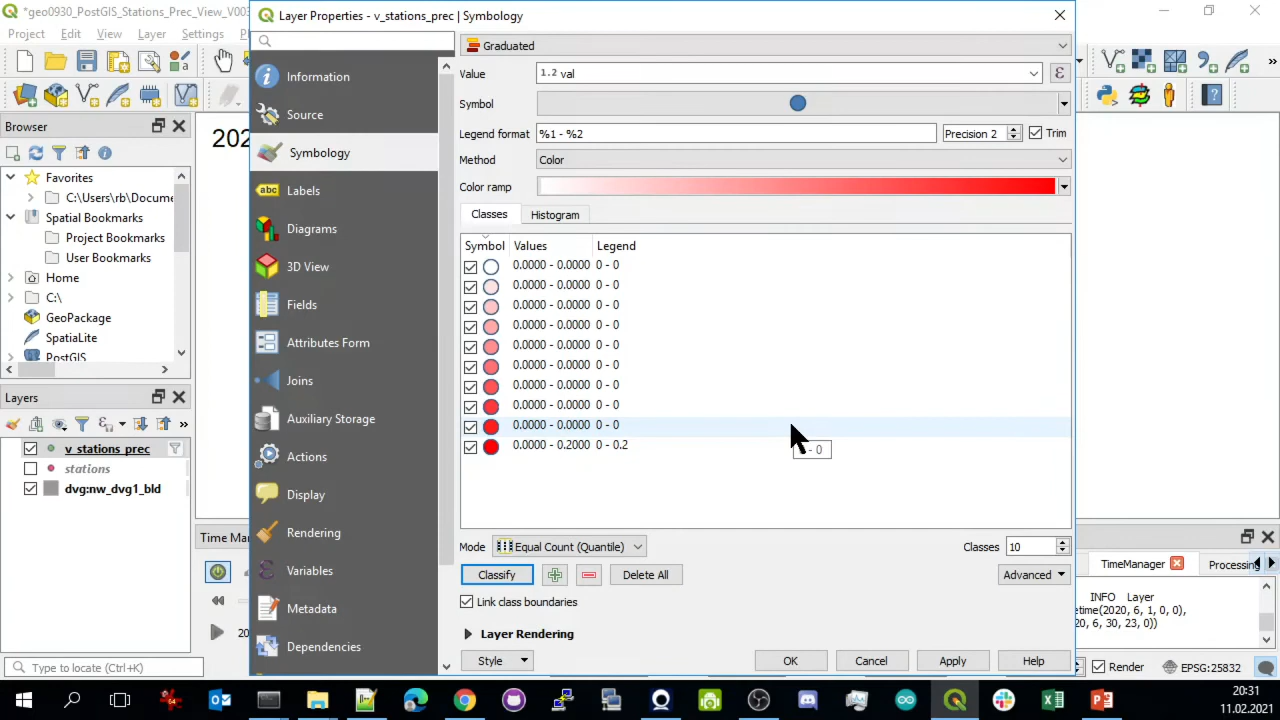 *geo0930_PostGIS_Stations_Prec_View_V003
Layer Properties - v_stations_prec | Symbology
Project Edit View Layer Settings
Graduated
Value 1.2 val ε
Symbol
Legend format %1 - %2 Precision 2 Trim
Method Color
Color ramp
Classes Histogram
Symbol Values Legend
0.0000 - 0.0000 0 - 0
0.0000 - 0.0000 0 - 0
0.0000 - 0.0000 0 - 0
0.0000 - 0.0000 0 - 0
0.0000 - 0.0000 0 - 0
0.0000 - 0.0000 0 - 0
0.0000 - 0.0000 0 - 0
0.0000 - 0.0000 0 - 0
0.0000 - 0.0000 0 - 0
0.0000 - 0.2000 0 - 0.2
- 0
Mode Equal Count (Quantile) Classes 10
Classify Delete All Advanced
Link class boundaries
Layer Rendering
Style OK Cancel Apply Help
Information
Source
Symbology
abc Labels
Diagrams
3D View
Fields
Attributes Form
Joins
Auxiliary Storage
Actions
Display
Rendering
Variables
Metadata
Dependencies
Browser
Favorites
C:\Users\rb\Docume
Spatial Bookmarks
Project Bookmarks
User Bookmarks
Home
C:\
GeoPackage
SpatiaLite
PostGIS
Layers
v_stations_prec
stations
dvg:nw_dvg1_bld
202
Time Ma
20
TimeManager Processing
INFO Layer
etime(2020, 6, 1, 0, 0),
20, 6, 30, 23, 0))
Type to locate (Ctrl+K)
Render EPSG:25832
64
20:31
11.02.2021